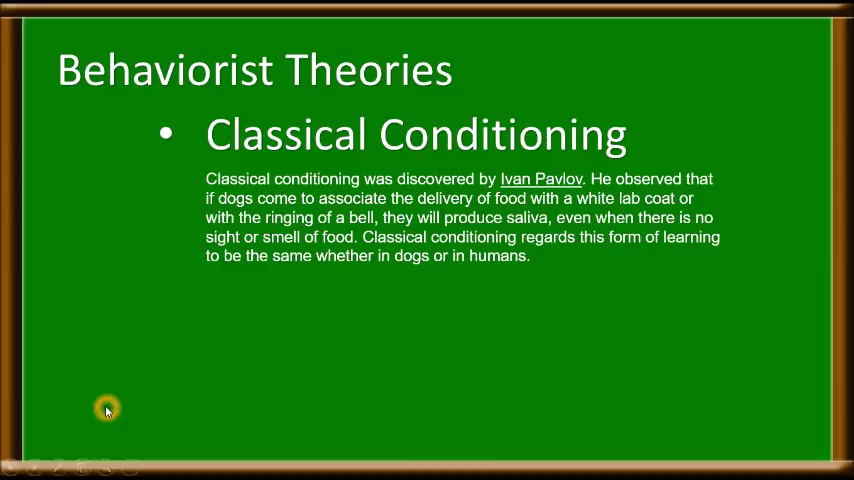 Behaviorist Theories
• Classical Conditioning
Classical conditioning was discovered by Ivan Pavlov. He observed that
if dogs come to associate the delivery of food with a white lab coat or
with the ringing of a bell, they will produce saliva, even when there is no
sight or smell of food. Classical conditioning regards this form of learning
to be the same whether in dogs or in humans.